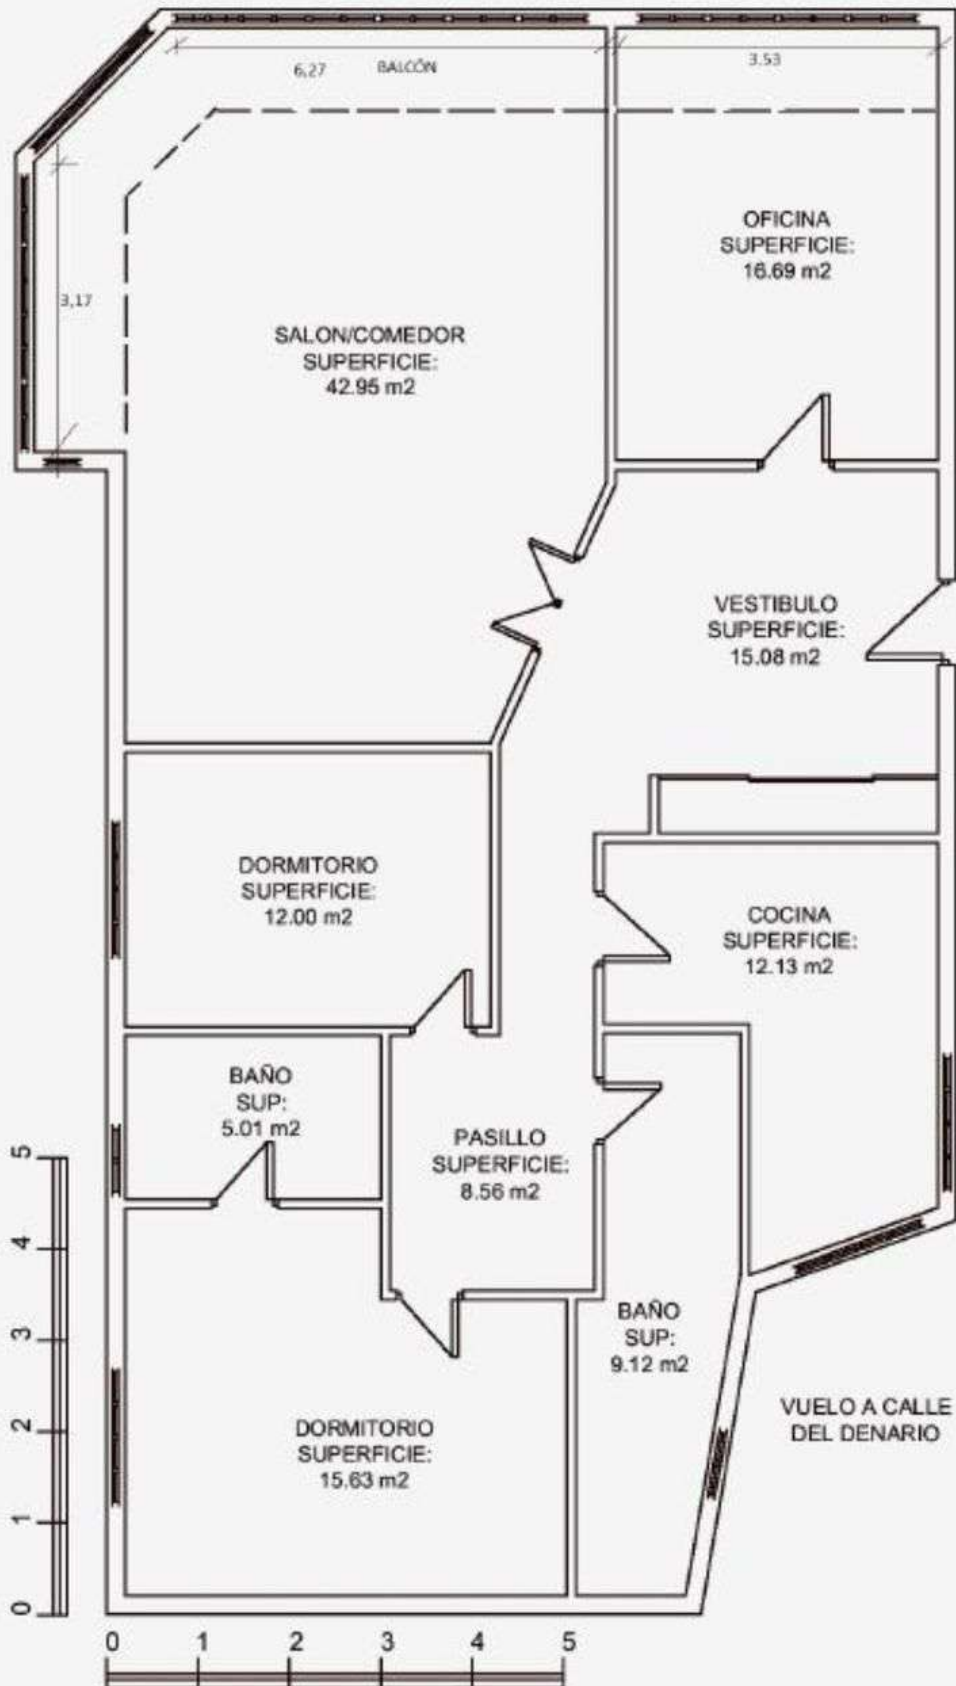 6,27 BALCÓN
3.53
3,17
OFICINA
SUPERFICIE:
16.69 m2
SALON/COMEDOR
SUPERFICIE:
42.95 m2
VESTIBULO
SUPERFICIE:
15.08 m2
DORMITORIO
SUPERFICIE:
12.00 m2
COCINA
SUPERFICIE:
12.13 m2
BAÑO
SUP:
5.01 m2
PASILLO
SUPERFICIE:
8.56 m2
BAÑO
SUP:
9.12 m2
VUELO A CALLE
DEL DENARIO
DORMITORIO
SUPERFICIE:
15.63 m2
5
4
3
2
1
0
0 1 2 3 4 5